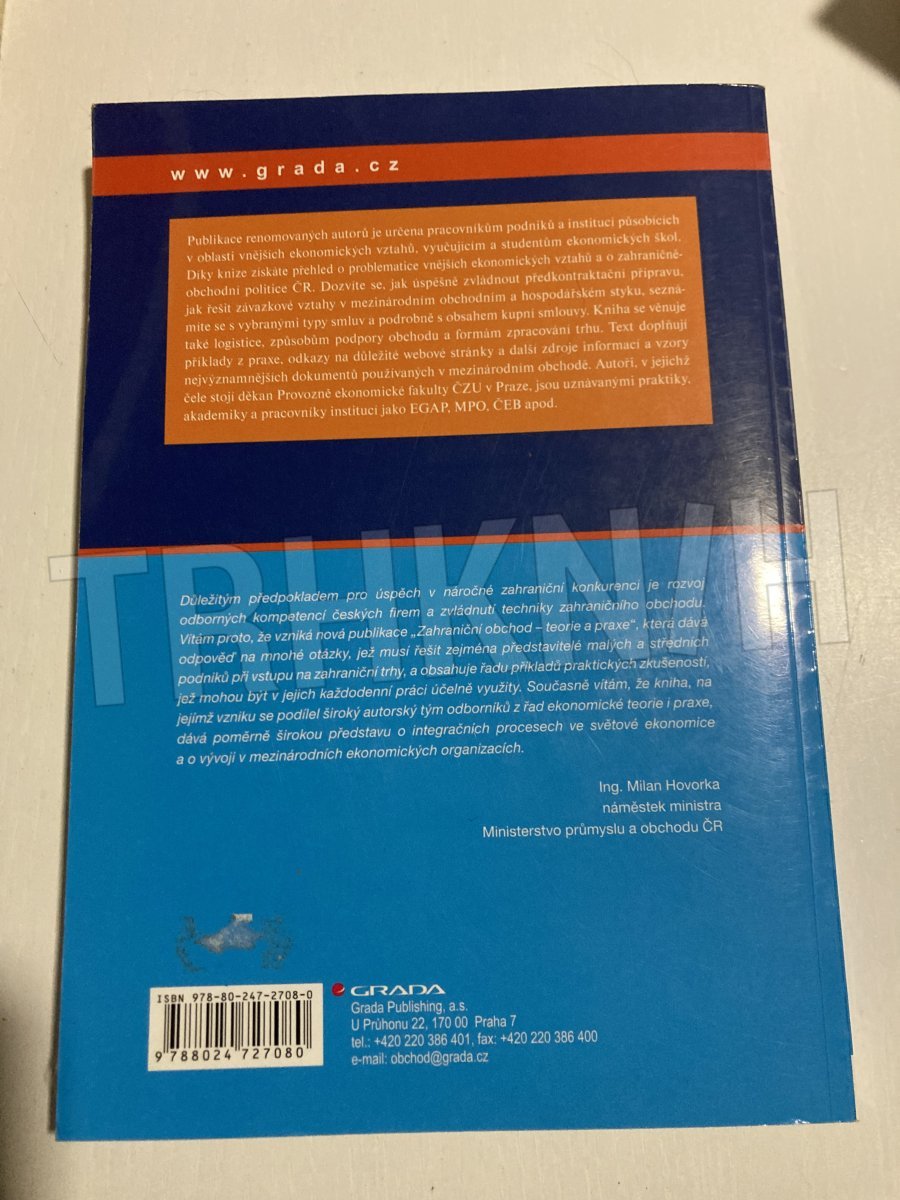 www.grada.cz
Publikace renomovaných autorů je určena pracovníkům podniků a institucí působících
v oblasti vnějších ekonomických vztahů, vyučujícím a studentům ekonomických škol.
Díky knize získáte přehled o problematice vnějších ekonomických vztahů a o zahraničně-
obchodní politice ČR. Dozvíte se, jak úspěšně zvládnout předkontraktační přípravu,
jak řešit závazkové vztahy v mezinárodním obchodním a hospodářském styku, sezná-
míte se s vybranými typy smluv a podrobně s obsahem kupní smlouvy. Kniha se věnuje
také logistice, způsobům podpory obchodu a formám zpracování trhu. Text doplňují
příklady z praxe, odkazy na důležité webové stránky a další zdroje informací a vzory
nejvýznamnějších dokumentů používaných v mezinárodním obchodě. Autoři, v jejichž
čele stojí děkan Provozně ekonomické fakulty ČZU v Praze, jsou uznávanými praktiky,
akademiky a pracovníky institucí jako EGAP, MPO, ČEB apod.
Důležitým předpokladem pro úspěch v náročné zahraniční konkurenci je rozvoj
odborných kompetencí českých firem a zvládnutí techniky zahraničního obchodu.
Vítám proto, že vzniká nová publikace „Zahraniční obchod – teorie a praxe“, která dává
odpověď na mnohé otázky, jež musí řešit zejména představitelé malých a středních
podniků při vstupu na zahraniční trhy, a obsahuje řadu příkladů praktických zkušeností,
jež mohou být v jejich každodenní práci účelně využity. Současně vítám, že kniha, na
jejímž vzniku se podílel široký autorský tým odborníků z řad ekonomické teorie i praxe,
dává poměrně širokou představu o integračních procesech ve světové ekonomice
a o vývoji v mezinárodních ekonomických organizacích.
Ing. Milan Hovorka
náměstek ministra
Ministerstvo průmyslu a obchodu ČR
ISBN 978-80-247-2708-0
9 788024 727080
GRADA
Grada Publishing, a.s.
U Průhonu 22, 170 00 Praha 7
tel.: +420 220 386 401, fax: +420 220 386 400
e-mail: obchod@grada.cz